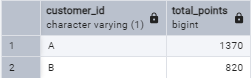 customer_id total_points
character varying (1) bigint
1 A 1370
2 B 820